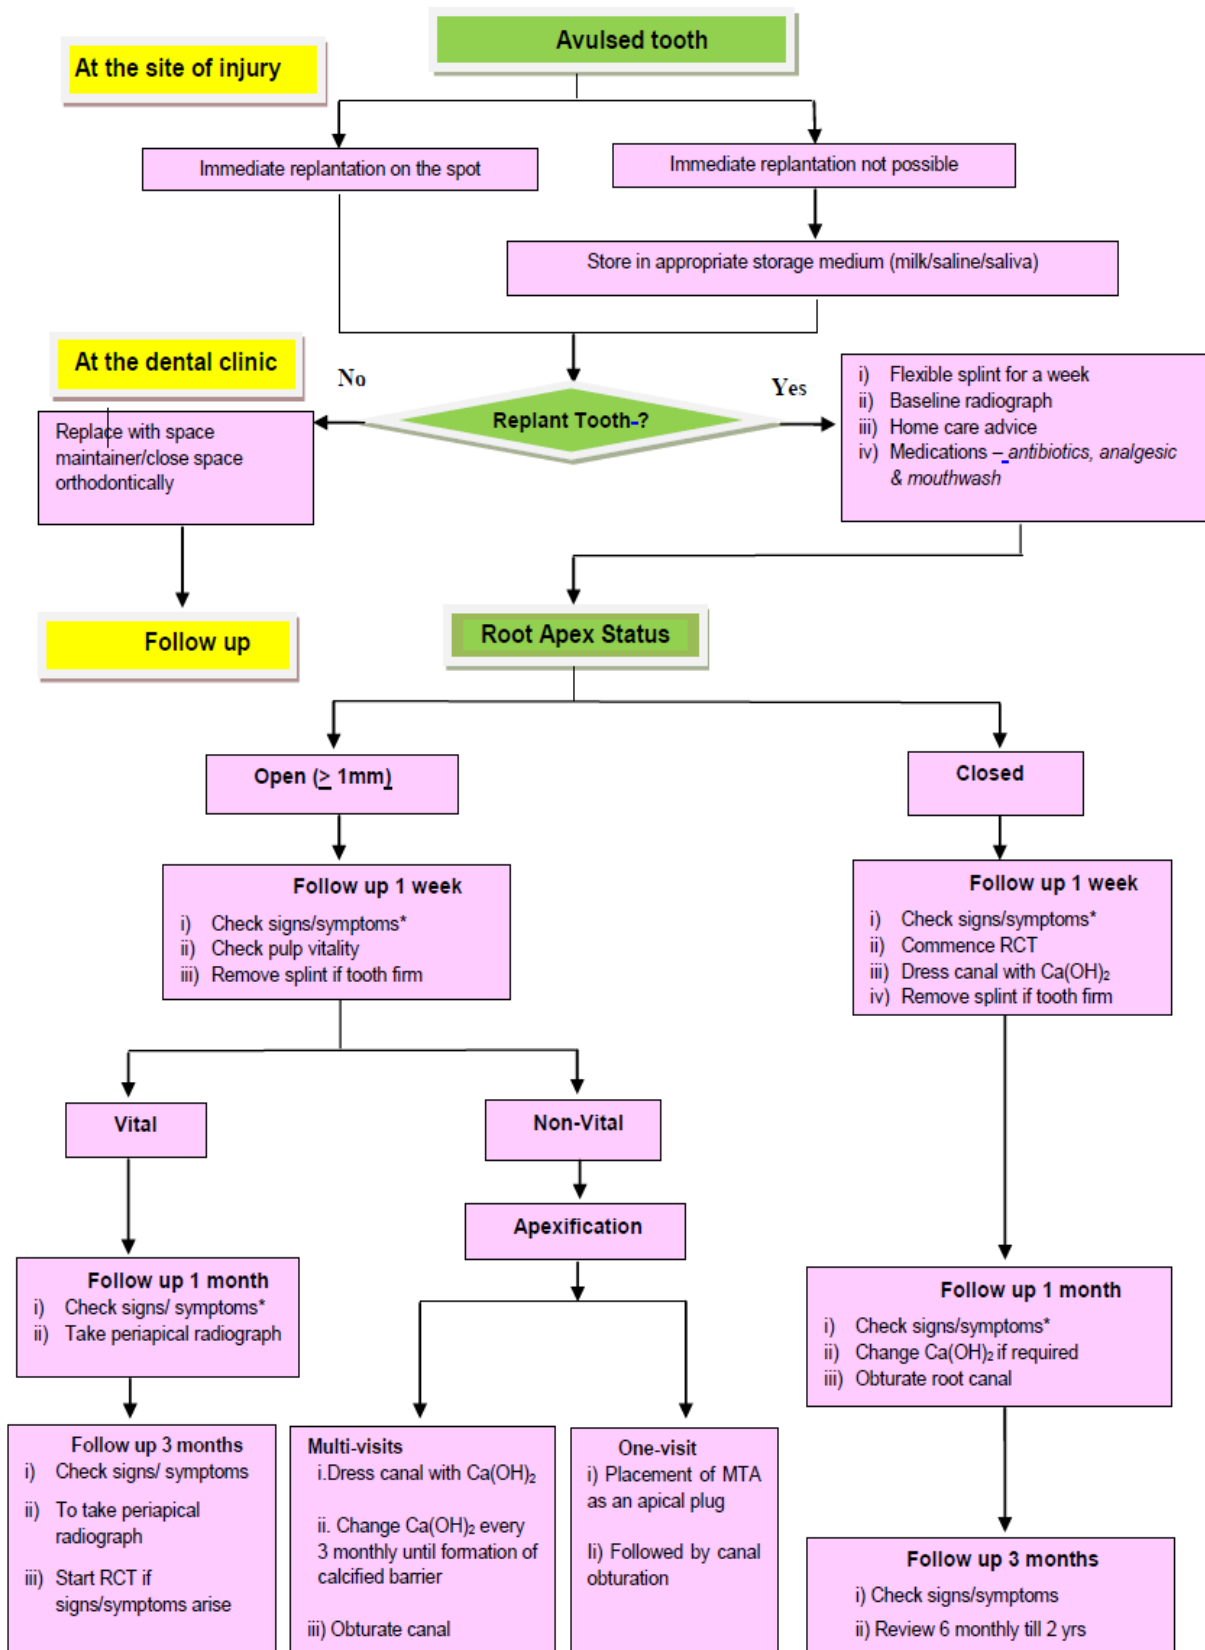 Avulsed tooth
At the site of injury
Immediate replantation on the spot
Immediate replantation not possible
Store in appropriate storage medium (milk/saline/saliva)
At the dental clinic
No
Replant Tooth-?
Yes
i) Flexible splint for a week
ii) Baseline radiograph
iii) Home care advice
iv) Medications – antibiotics, analgesic
& mouthwash
Replace with space
maintainer/close space
orthodontically
Follow up
Root Apex Status
Open (≥ 1mm)
Closed
Follow up 1 week
i) Check signs/symptoms*
ii) Check pulp vitality
iii) Remove splint if tooth firm
Follow up 1 week
i) Check signs/symptoms*
ii) Commence RCT
iii) Dress canal with Ca(OH)₂
iv) Remove splint if tooth firm
Vital
Non-Vital
Apexification
Follow up 1 month
i) Check signs/ symptoms*
ii) Take periapical radiograph
Follow up 1 month
i) Check signs/symptoms*
ii) Change Ca(OH)₂ if required
iii) Obturate root canal
Follow up 3 months
i) Check signs/ symptoms
ii) To take periapical
radiograph
iii) Start RCT if
signs/symptoms arise
Multi-visits
i.Dress canal with Ca(OH)₂
ii. Change Ca(OH)₂ every
3 monthly until formation of
calcified barrier
iii) Obturate canal
One-visit
i) Placement of MTA
as an apical plug
Ii) Followed by canal
obturation
Follow up 3 months
i) Check signs/symptoms
ii) Review 6 monthly till 2 yrs